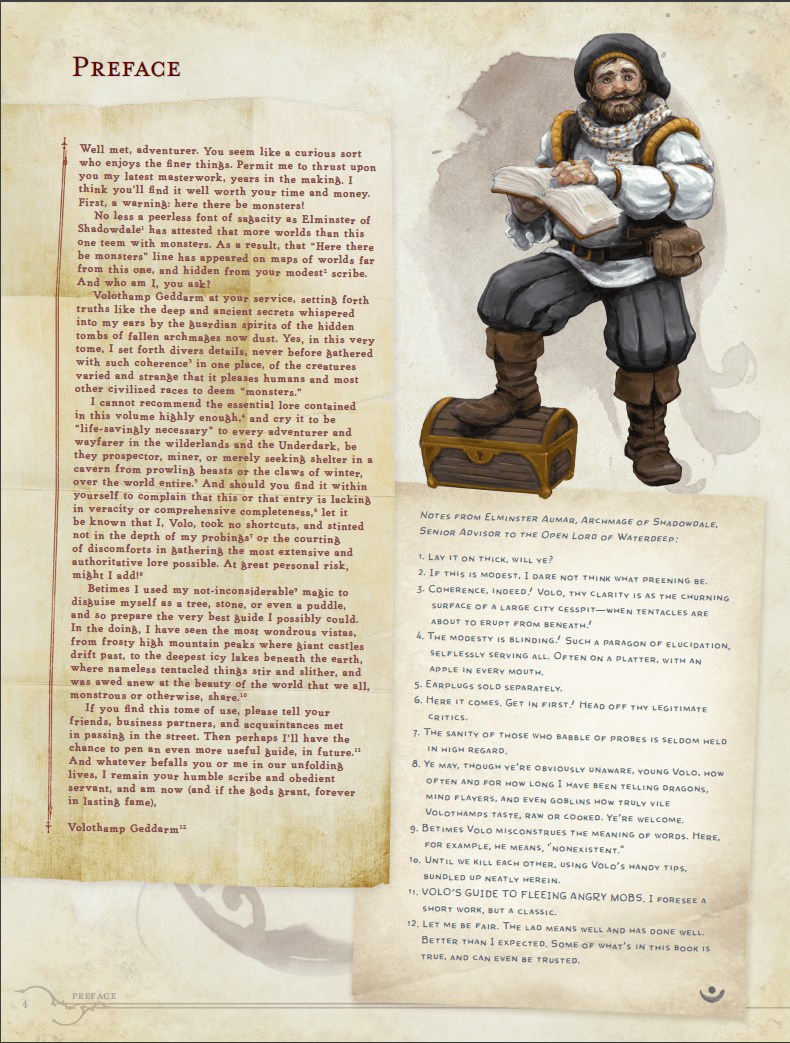 Preface
Well met, adventurer. You seem like a curious sort
who enjoys the finer things. Permit me to thrust upon
you my latest masterwork, years in the making. I
think you'll find it well worth your time and money.
First, a warning: here there be monsters!
No less a peerless font of sagacity as Elminster of
Shadowdale¹ has attested that more worlds than this
one teem with monsters. As a result, that “Here there
be monsters” line has appeared on maps of worlds far
from this one, and hidden from your modest² scribe.
And who am I, you ask?
Volothamp Geddarm at your service, setting forth
truths like the deep and ancient secrets whispered
into my ears by the guardian spirits of the hidden
tombs of fallen archmages now dust. Yes, in this very
tome, I set forth divers details, never before gathered
with such coherence³ in one place, of the creatures
varied and strange that it pleases humans and most
other civilized races to deem “monsters.”
I cannot recommend the essential lore contained
in this volume highly enough,⁴ and cry it to be
“life-savingly necessary” to every adventurer and
wayfarer in the wilderlands and the Underdark, be
they prospector, miner, or merely seeking shelter in a
cavern from prowling beasts or the claws of winter,
over the world entire.⁵ And should you find it within
yourself to complain that this or that entry is lacking
in veracity or comprehensive completeness,⁶ let it
be known that I, Volo, took no shortcuts, and stinted
not in the depth of my probings⁷ or the courting
of discomforts in gathering the most extensive and
authoritative lore possible. At great personal risk,
might I add!⁸
Betimes I used my not-inconsiderable⁹ magic to
disguise myself as a tree, stone, or even a puddle,
and so prepare the very best guide I possibly could.
In the doing, I have seen the most wondrous vistas,
from frosty high mountain peaks where giant castles
drift past, to the deepest icy lakes beneath the earth,
where nameless tentacled things stir and slither, and
was awed anew at the beauty of the world that we all,
monstrous or otherwise, share.¹⁰
If you find this tome of use, please tell your
friends, business partners, and acquaintances met
in passing in the street. Then perhaps I'll have the
chance to pen an even more useful guide, in future.¹¹
And whatever befalls you or me in our unfolding
lives, I remain your humble scribe and obedient
servant, and am now (and if the gods grant, forever
in lasting fame),
Volothamp Geddarm¹²
Notes from Elminster Aumar, Archmage of Shadowdale,
Senior Advisor to the Open Lord of Waterdeep:
1. Lay it on thick, will ye?
2. If this is modest, I dare not think what preening be.
3. Coherence, indeed! Volo, thy clarity is as the churning
surface of a large city cesspit—when tentacles are
about to erupt from beneath!
4. The modesty is blinding! Such a paragon of elucidation,
selflessly serving all. Often on a platter, with an
apple in every mouth.
5. Earplugs sold separately.
6. Here it comes. Get in first! Head off thy legitimate
critics.
7. The sanity of those who babble of probes is seldom held
in high regard.
8. Ye may, though ye're obviously unaware, young Volo, how
often and for how long I have been telling dragons,
mind flayers, and even goblins how truly vile
Volothamps taste, raw or cooked. Ye're welcome.
9. Betimes Volo misconstrues the meaning of words. Here,
for example, he means, “nonexistent.”
10. Until we kill each other, using Volo's handy tips,
bundled up neatly herein.
11. VOLO'S GUIDE TO FLEEING ANGRY MOBS. I foresee a
short work, but a classic.
12. Let me be fair. The lad means well and has done well.
Better than I expected. Some of what's in this book is
true, and can even be trusted.
4
PREFACE